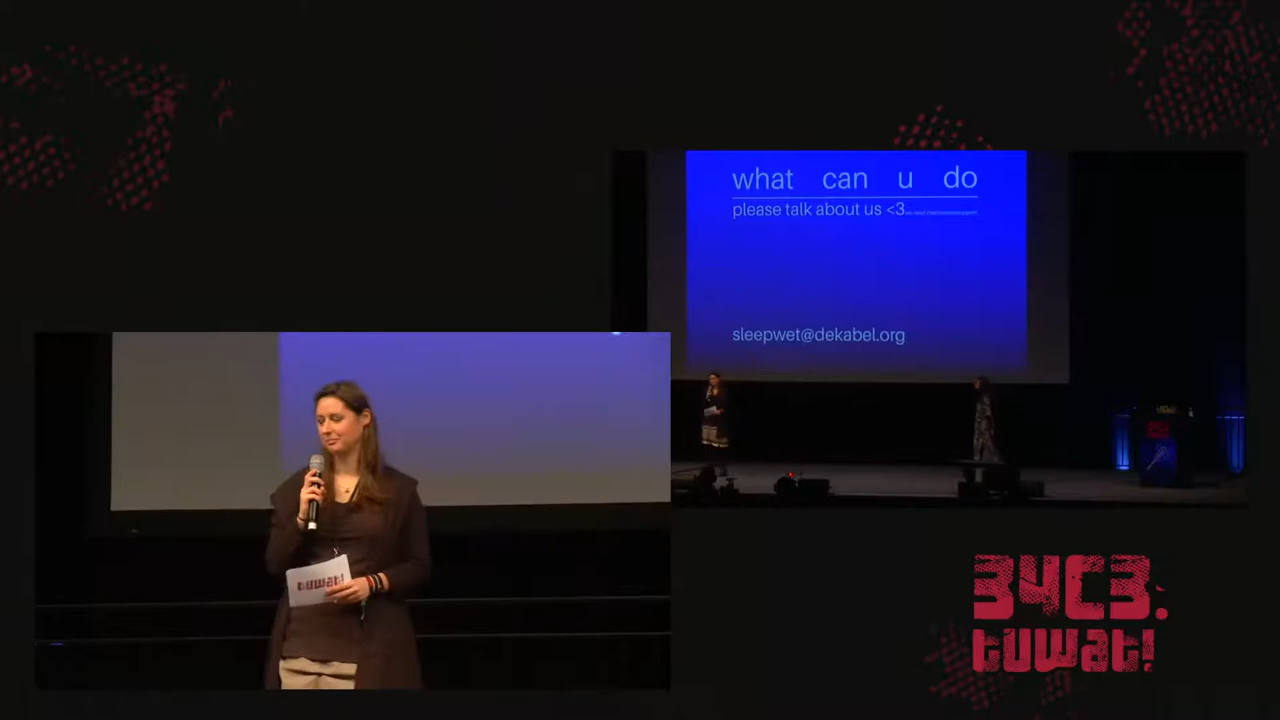 what can u do
please talk about us <3
sleepwet@dekabel.org
tuwat!
34C3.
tuwat!